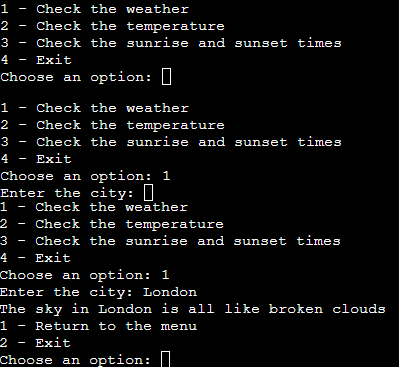 1 - Check the weather
2 - Check the temperature
3 - Check the sunrise and sunset times
4 - Exit
Choose an option:
1 - Check the weather
2 - Check the temperature
3 - Check the sunrise and sunset times
4 - Exit
Choose an option: 1
Enter the city:
1 - Check the weather
2 - Check the temperature
3 - Check the sunrise and sunset times
4 - Exit
Choose an option: 1
Enter the city: London
The sky in London is all like broken clouds
1 - Return to the menu
2 - Exit
Choose an option: